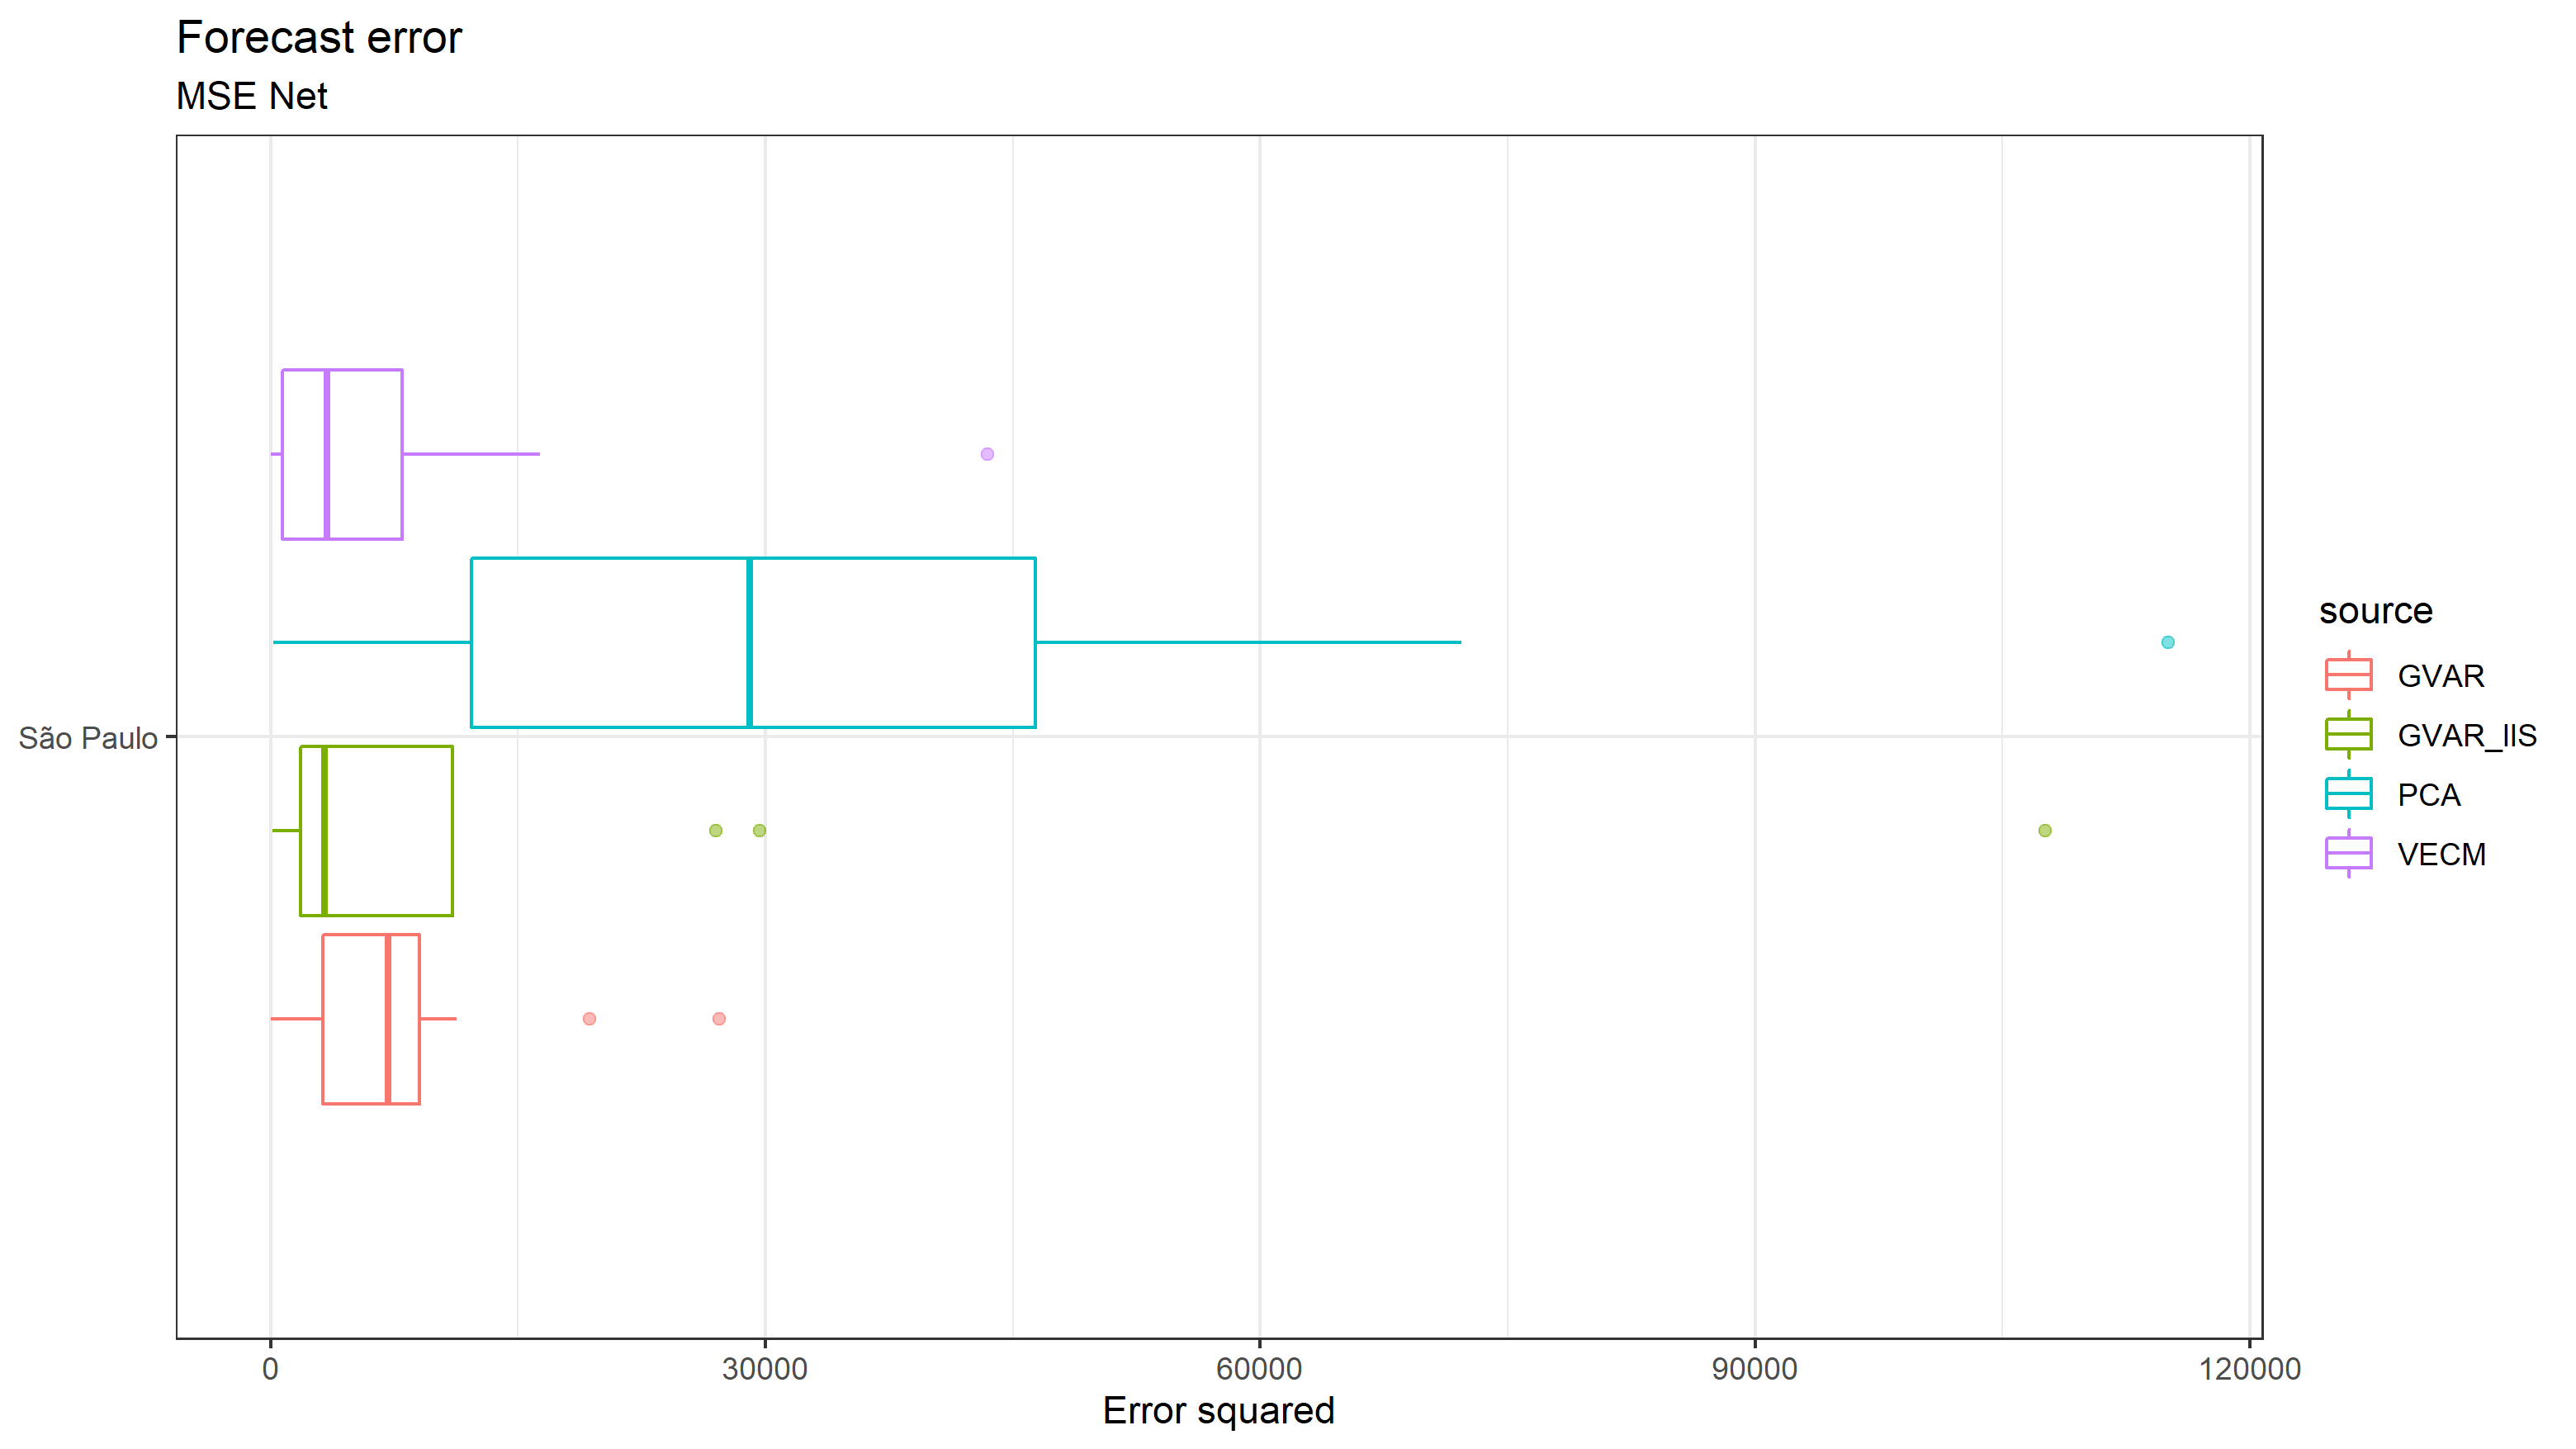 Forecast error
MSE Net
São Paulo
0
30000
60000
90000
120000
Error squared
source
GVAR
GVAR_IIS
PCA
VECM